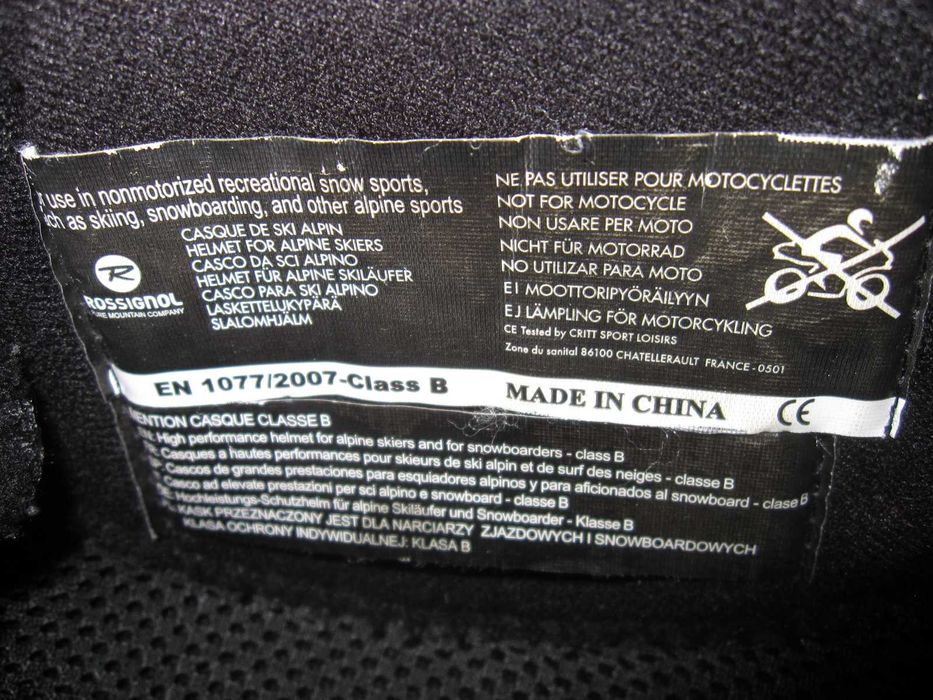 use in nonmotorized recreational snow sports,
such as skiing, snowboarding, and other alpine sports
CASQUE DE SKI ALPIN
HELMET FOR ALPINE SKIERS
CASCO DA SCI ALPINO
HELMET FÜR ALPINE SKILÄUFER
CASCO PARA SKI ALPINO
LASKETTELUKYPÄRÄ
SLALOMHJÄLM
R
ROSSIGNOL
PURE MOUNTAIN COMPANY
NE PAS UTILISER POUR MOTOCYCLETTES
NOT FOR MOTOCYCLE
NON USARE PER MOTO
NICHT FÜR MOTORRAD
NO UTILIZAR PARA MOTO
EI MOOTTORIPYÖRÄILYYN
EJ LÄMPLING FÖR MOTORCYKLING
CE Tested by CRITT SPORT LOISIRS
Zone du sanital 86100 CHATELLERAULT FRANCE - 0501
EN 1077/2007-Class B MADE IN CHINA CE
MENTION CASQUE CLASSE B
High performance helmet for alpine skiers and for snowboarders - class B
Casques a hautes performances pour skieurs de ski alpin et de surf des neiges - classe B
Cascos de grandes prestaciones para esquiadores alpinos y para aficionados al snowboard - clase B
Casco ad elevate prestazioni per sci alpino e snowboard - classe B
Hochleistungs-Schutzhelm für alpine Skiläufer und Snowboarder - Klasse B
KASK PRZEZNACZONY JEST DLA NARCIARZY ZJAZDOWYCH I SNOWBOARDOWYCH
KLASA OCHRONY INDYWIDUALNEJ: KLASA B